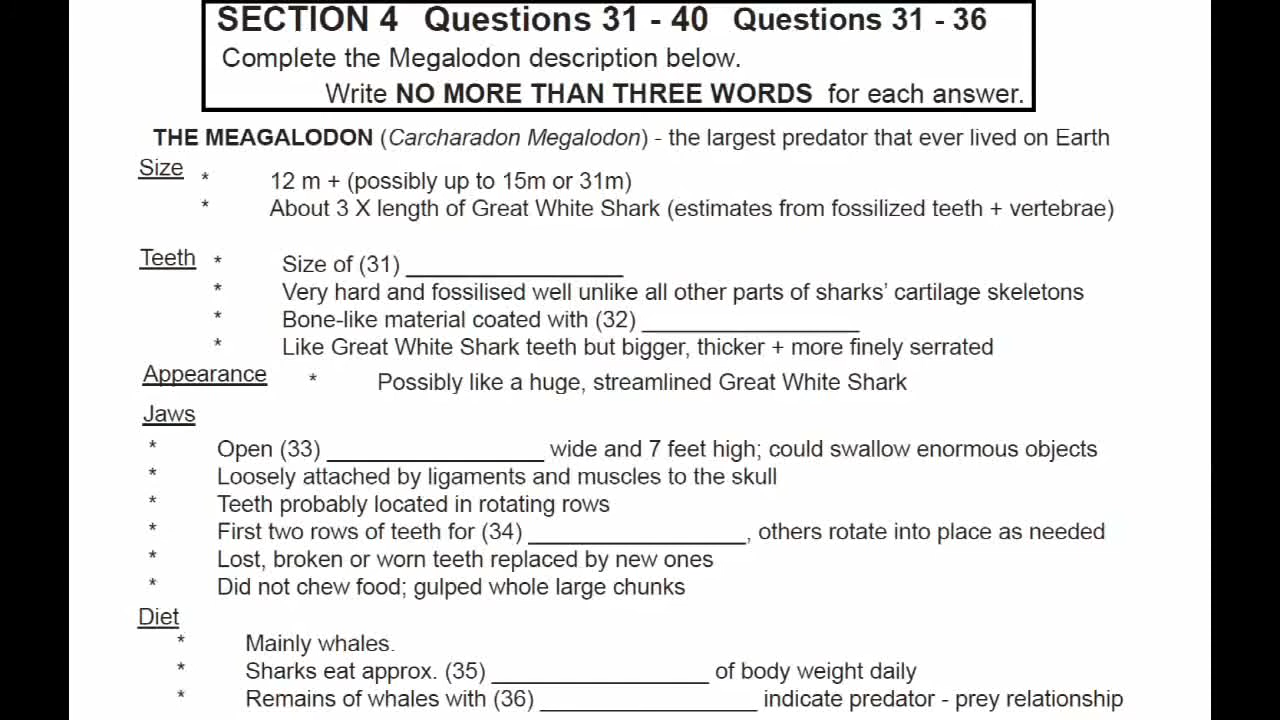 SECTION 4 Questions 31 - 40 Questions 31 - 36
Complete the Megalodon description below.
Write NO MORE THAN THREE WORDS for each answer.
THE MEAGALODON (Carcharadon Megalodon) - the largest predator that ever lived on Earth
Size
* 12 m + (possibly up to 15m or 31m)
* About 3 X length of Great White Shark (estimates from fossilized teeth + vertebrae)
Teeth * Size of (31) _________________
* Very hard and fossilised well unlike all other parts of sharks' cartilage skeletons
* Bone-like material coated with (32) _________________
* Like Great White Shark teeth but bigger, thicker + more finely serrated
Appearance * Possibly like a huge, streamlined Great White Shark
Jaws
* Open (33) _________________ wide and 7 feet high; could swallow enormous objects
* Loosely attached by ligaments and muscles to the skull
* Teeth probably located in rotating rows
* First two rows of teeth for (34) _________________, others rotate into place as needed
* Lost, broken or worn teeth replaced by new ones
* Did not chew food; gulped whole large chunks
Diet
* Mainly whales.
* Sharks eat approx. (35) _________________ of body weight daily
* Remains of whales with (36) _________________ indicate predator - prey relationship